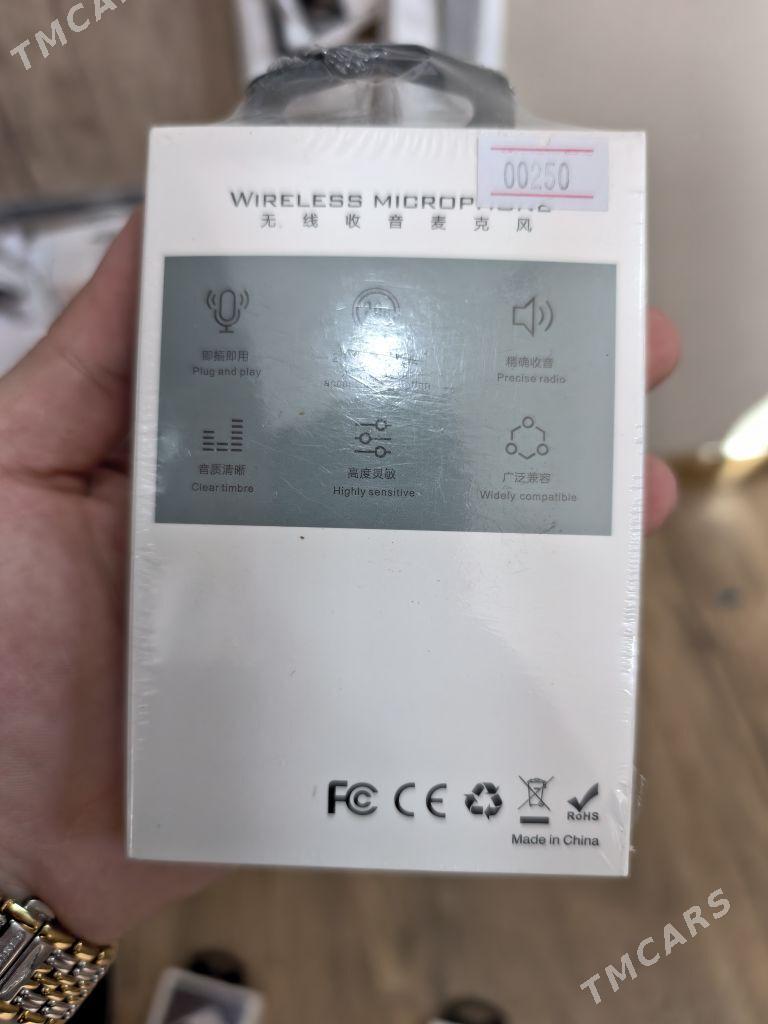 TMCARS
00250
WIRELESS MICROPHONE
无线收音麦克风
即插即用
Plug and play
精确收音
Precise radio
音质清晰
Clear timbre
高度灵敏
Highly sensitive
广泛兼容
Widely compatible
FC CE RoHS
Made in China
TMCARS